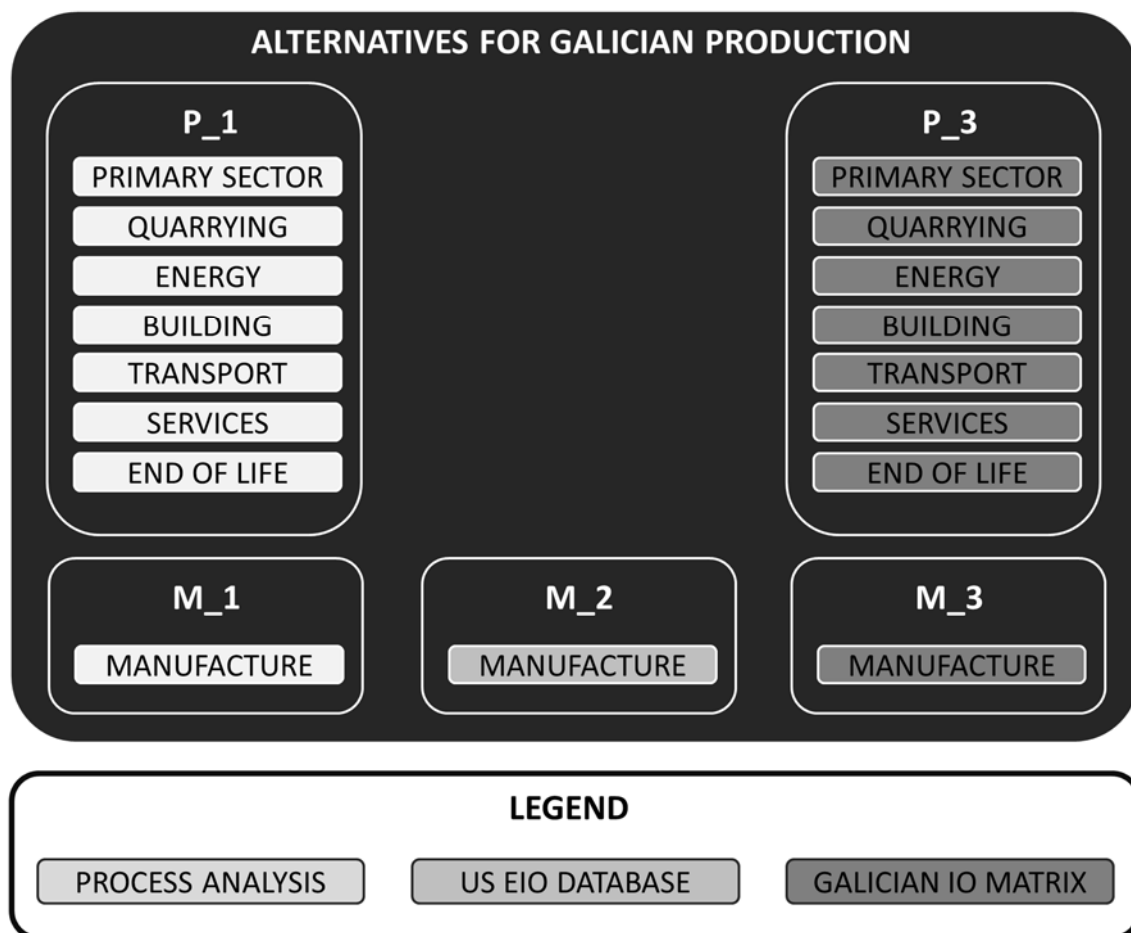 ALTERNATIVES FOR GALICIAN PRODUCTION
P_1
PRIMARY SECTOR
QUARRYING
ENERGY
BUILDING
TRANSPORT
SERVICES
END OF LIFE
P_3
PRIMARY SECTOR
QUARRYING
ENERGY
BUILDING
TRANSPORT
SERVICES
END OF LIFE
M_1
MANUFACTURE
M_2
MANUFACTURE
M_3
MANUFACTURE
LEGEND
PROCESS ANALYSIS
US EIO DATABASE
GALICIAN IO MATRIX